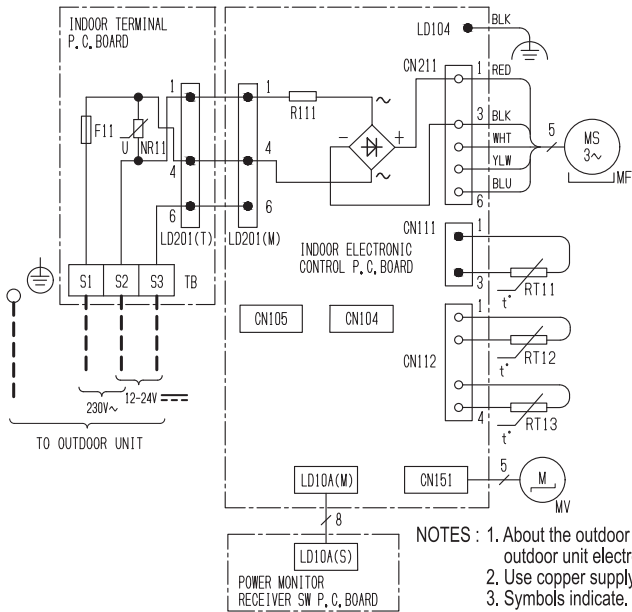 INDOOR TERMINAL
P.C.BOARD
LD104
BLK
CN211
1
RED
3
BLK
WHT
YLW
BLU
6
5
MS
3~
MF
1
1
R111
~
-
+
~
F11
U
NR11
4
4
6
6
LD201(T)
LD201(M)
INDOOR ELECTRONIC
CONTROL P.C.BOARD
CN111
1
3
t°
RT11
S1
S2
S3
TB
CN105
CN104
CN112
1
t°
RT12
4
t°
RT13
230V~
12-24V
TO OUTDOOR UNIT
LD10A(M)
CN151
5
M
MV
8
LD10A(S)
POWER MONITOR
RECEIVER SW P.C.BOARD
NOTES : 1. About the outdoor
outdoor unit electr
2. Use copper supply
3. Symbols indicate.